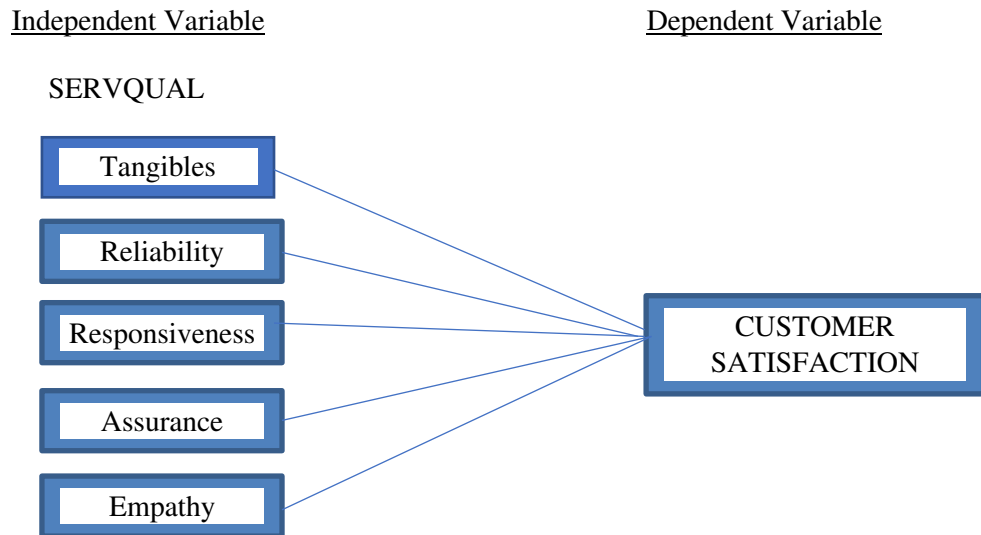 Independent Variable
Dependent Variable
SERVQUAL
Tangibles
Reliability
Responsiveness
Assurance
Empathy
CUSTOMER
SATISFACTION